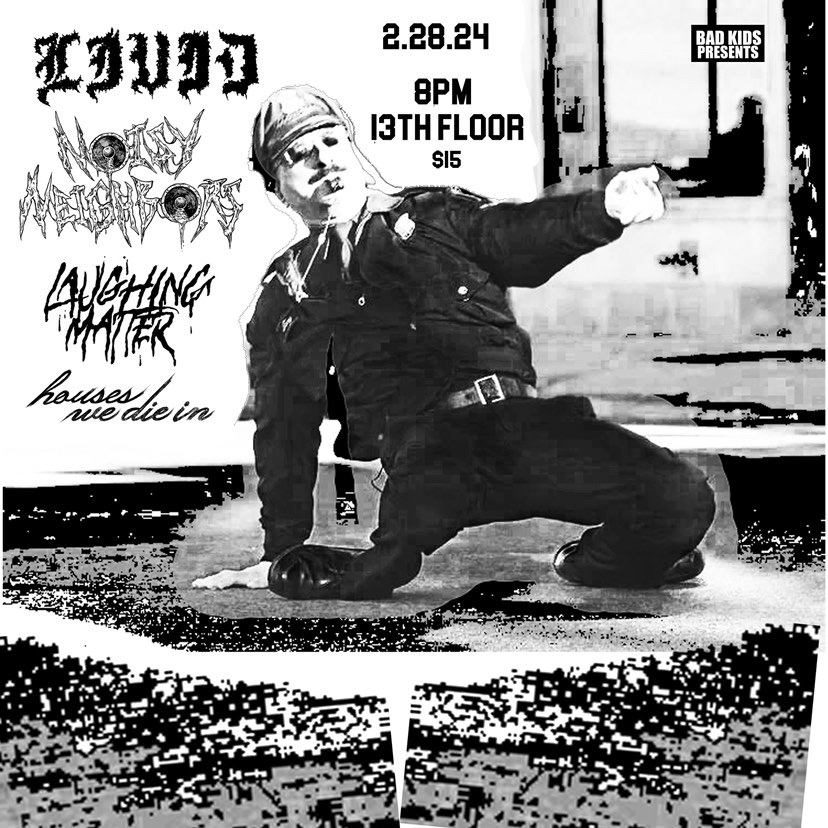 LIVID
NOISY
NEIGHBORS
LAUGHING
MATTER
houses
we die in
2.28.24
8PM
13TH FLOOR
$15
BAD KIDS
PRESENTS